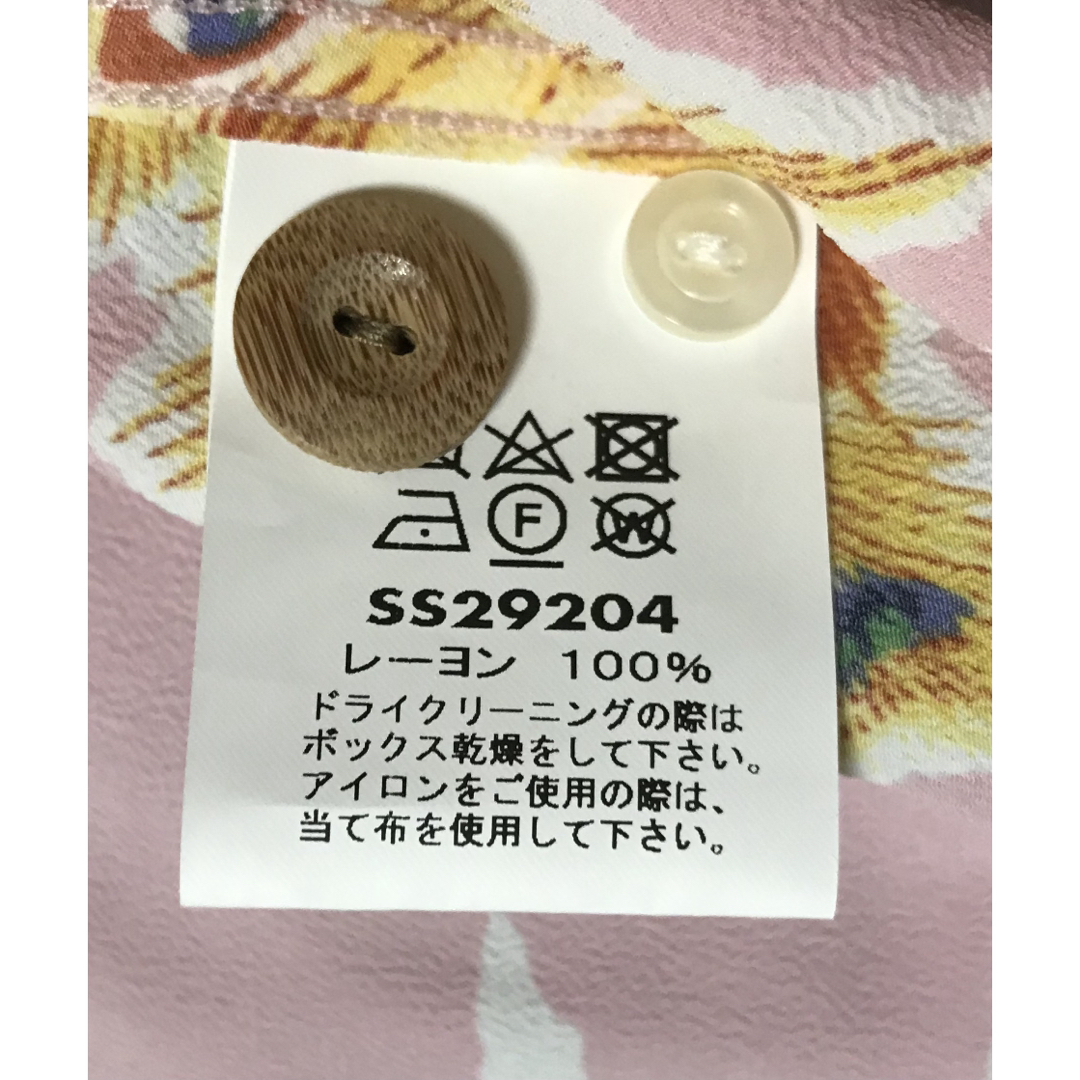 F W
SS29204
レーヨン 100%
ドライクリーニングの際は
ボックス乾燥をして下さい。
アイロンをご使用の際は、
当て布を使用して下さい。